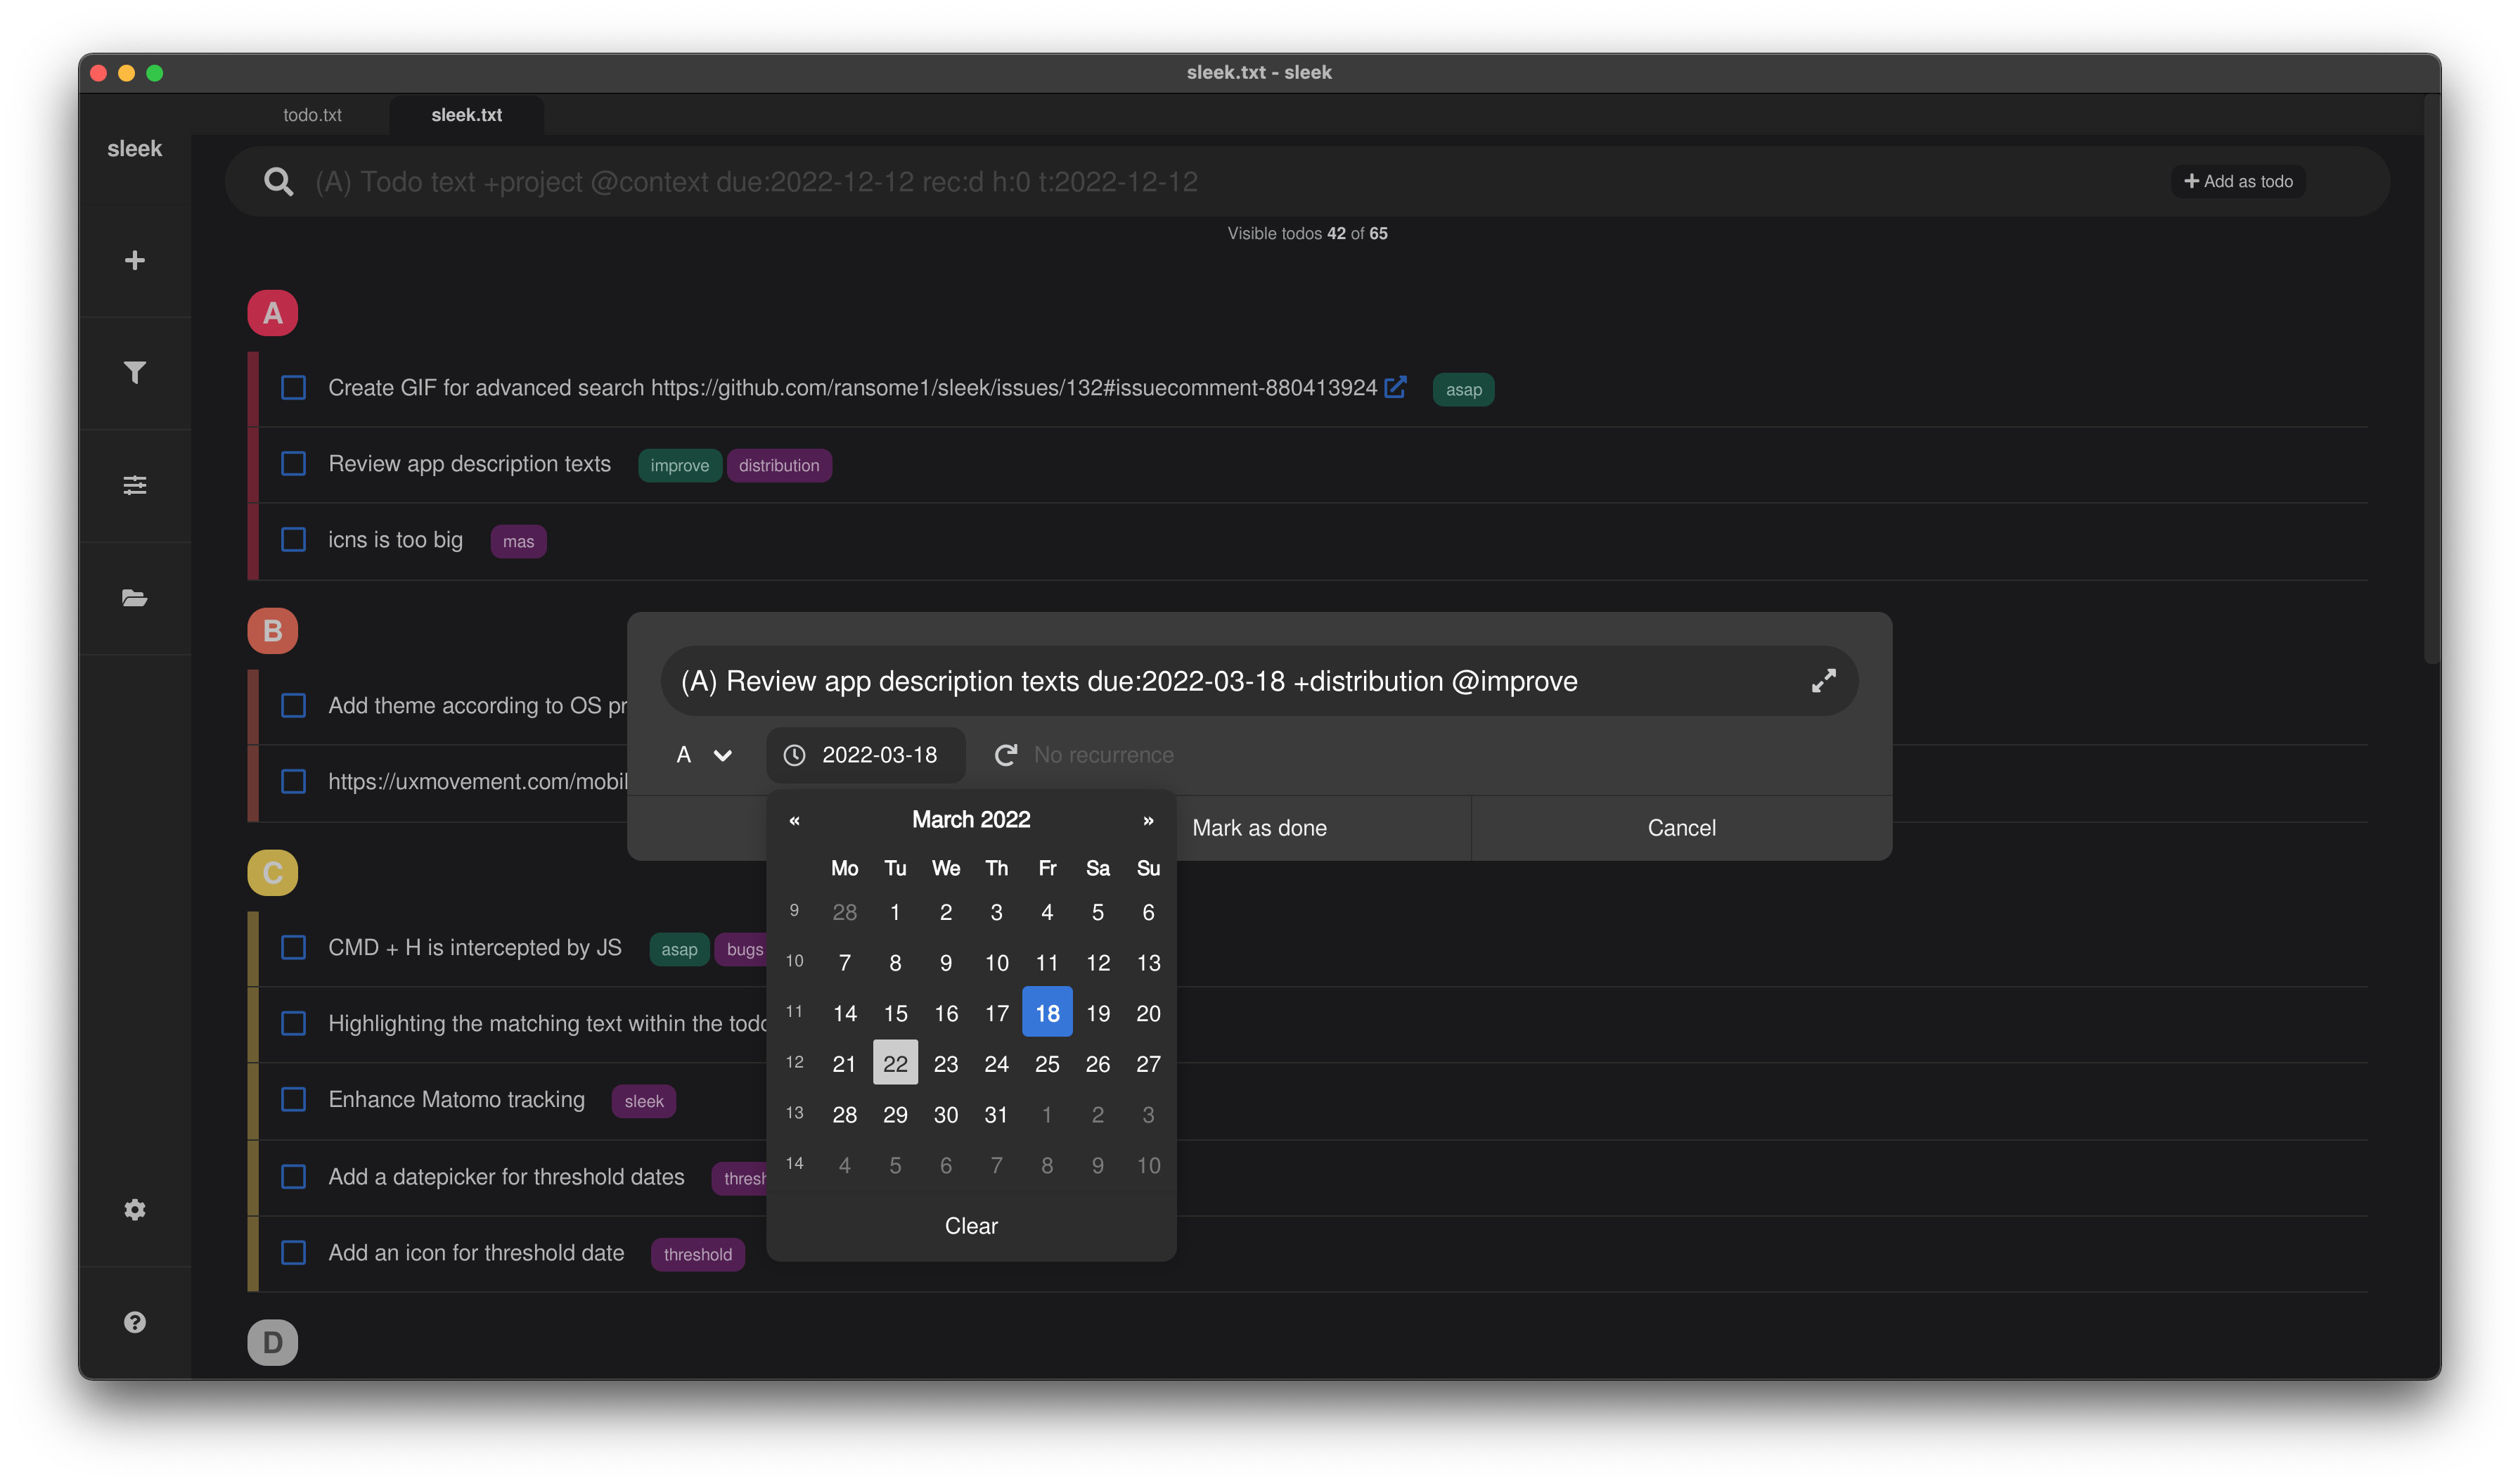 sleek.txt - sleek
todo.txt sleek.txt
sleek
(A) Todo text +project @context due:2022-12-12 rec:d h:0 t:2022-12-12
Add as todo
Visible todos 42 of 65
A
Create GIF for advanced search https://github.com/ransome1/sleek/issues/132#issuecomment-880413924 asap
Review app description texts improve distribution
icns is too big mas
B
Add theme according to OS
https://uxmovement.com/
(A) Review app description texts due:2022-03-18 +distribution @improve
A 2022-03-18 No recurrence
Mark as done Cancel
« March 2022 »
Mo Tu We Th Fr Sa Su
9 28 1 2 3 4 5 6
10 7 8 9 10 11 12 13
11 14 15 16 17 18 19 20
12 21 22 23 24 25 26 27
13 28 29 30 31 1 2 3
14 4 5 6 7 8 9 10
Clear
C
CMD + H is intercepted by JS asap bugs
Highlighting the matching text within the
Enhance Matomo tracking sleek
Add a datepicker for threshold dates
Add an icon for threshold date threshold
D